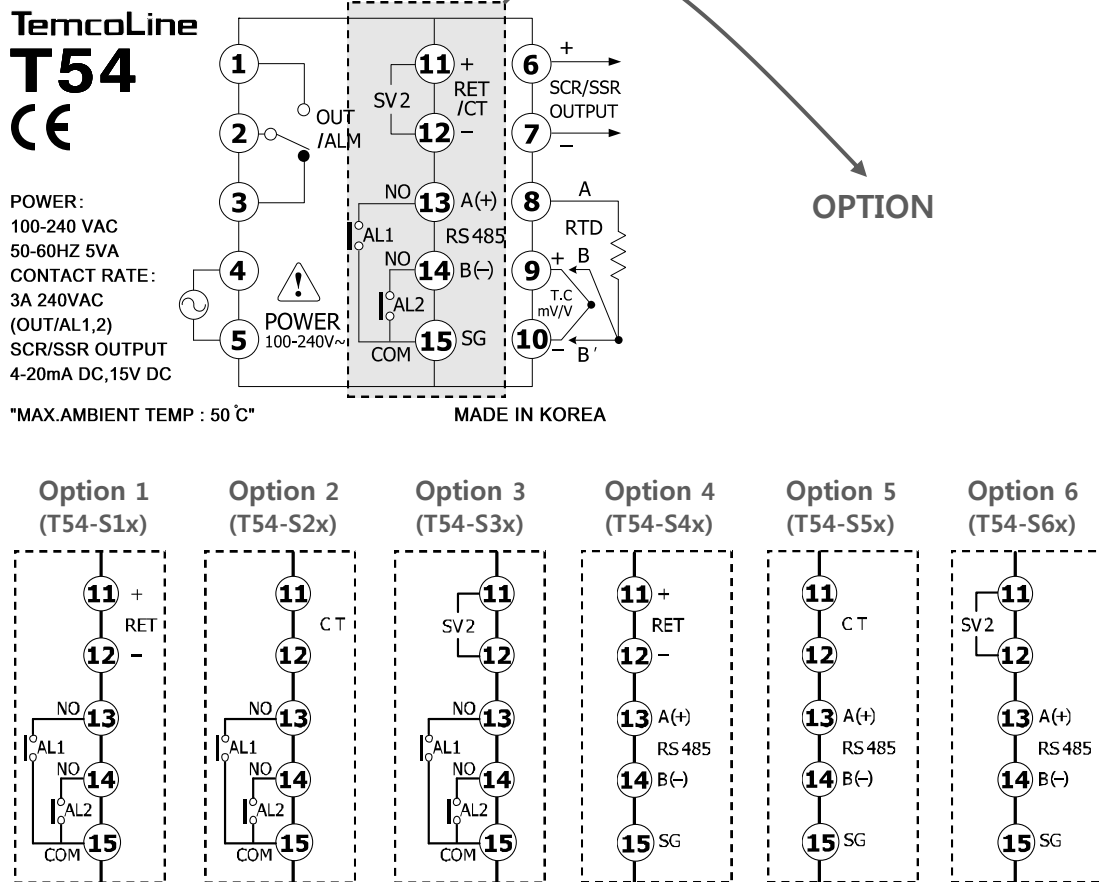 TemcoLine
T54
CE
POWER:
100-240 VAC
50-60HZ 5VA
CONTACT RATE:
3A 240VAC
(OUT/AL1,2)
SCR/SSR OUTPUT
4-20mA DC,15V DC
"MAX.AMBIENT TEMP : 50℃"
1
2
3
4
5
OUT
/ALM
POWER
100-240V~
SV2
11 +
RET
/CT
12 −
NO 13 A(+)
AL1
RS485
NO 14 B(−)
AL2
COM 15 SG
6 +
SCR/SSR
OUTPUT
7 −
8 A
RTD
9 + B
T.C
mV/V
10 − B'
MADE IN KOREA
OPTION
Option 1
(T54-S1x)
11 +
RET
12 −
NO 13
AL1
NO 14
AL2
COM 15
Option 2
(T54-S2x)
11
CT
12
NO 13
AL1
NO 14
AL2
COM 15
Option 3
(T54-S3x)
11
SV2
12
NO 13
AL1
NO 14
AL2
COM 15
Option 4
(T54-S4x)
11 +
RET
12 −
13 A(+)
RS485
14 B(−)
15 SG
Option 5
(T54-S5x)
11
CT
12
13 A(+)
RS485
14 B(−)
15 SG
Option 6
(T54-S6x)
11
SV2
12
13 A(+)
RS485
14 B(−)
15 SG